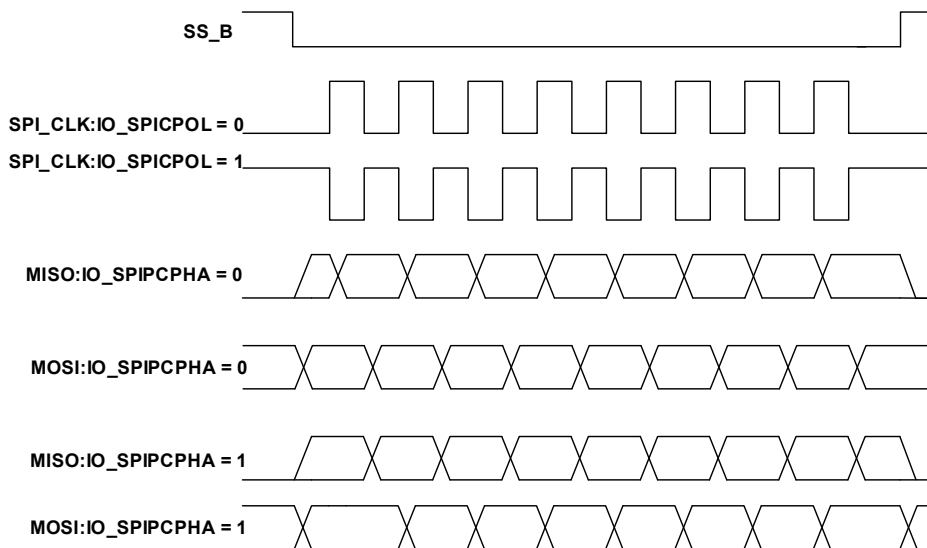 SS_B
SPI_CLK:IO_SPICPOL = 0
SPI_CLK:IO_SPICPOL = 1
MISO:IO_SPIPCPHA = 0
MOSI:IO_SPIPCPHA = 0
MISO:IO_SPIPCPHA = 1
MOSI:IO_SPIPCPHA = 1